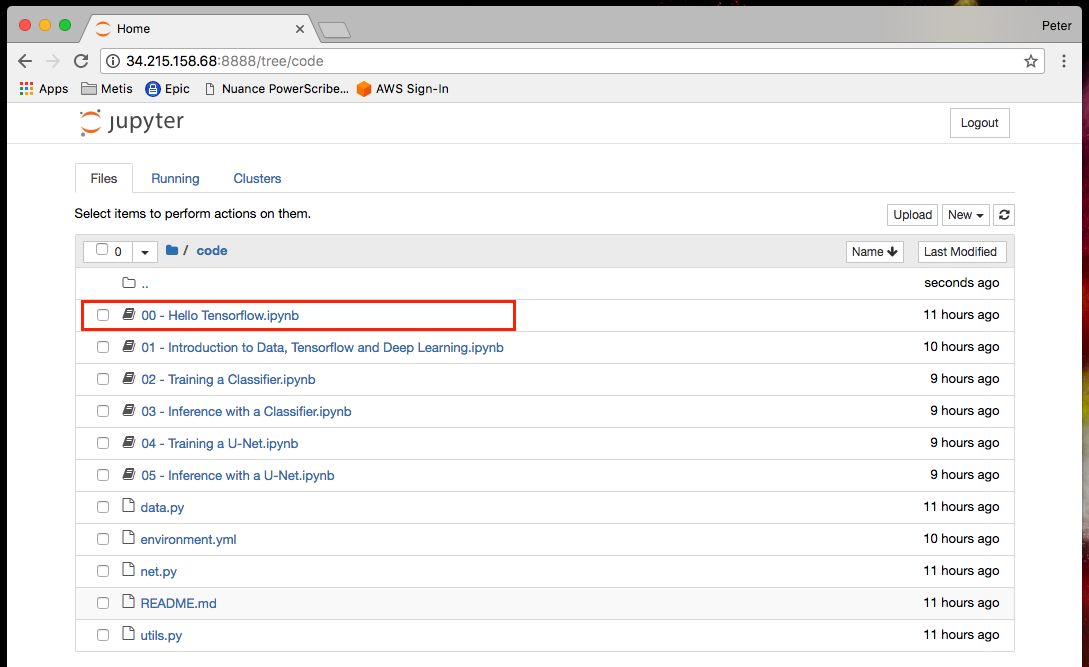 Home
Peter
34.215.158.68:8888/tree/code
Apps Metis Epic Nuance PowerScribe... AWS Sign-In
jupyter
Logout
Files Running Clusters
Select items to perform actions on them.
Upload New
0 / code Name Last Modified
.. seconds ago
00 - Hello Tensorflow.ipynb 11 hours ago
01 - Introduction to Data, Tensorflow and Deep Learning.ipynb 10 hours ago
02 - Training a Classifier.ipynb 9 hours ago
03 - Inference with a Classifier.ipynb 9 hours ago
04 - Training a U-Net.ipynb 9 hours ago
05 - Inference with a U-Net.ipynb 9 hours ago
data.py 11 hours ago
environment.yml 10 hours ago
net.py 11 hours ago
README.md 11 hours ago
utils.py 11 hours ago